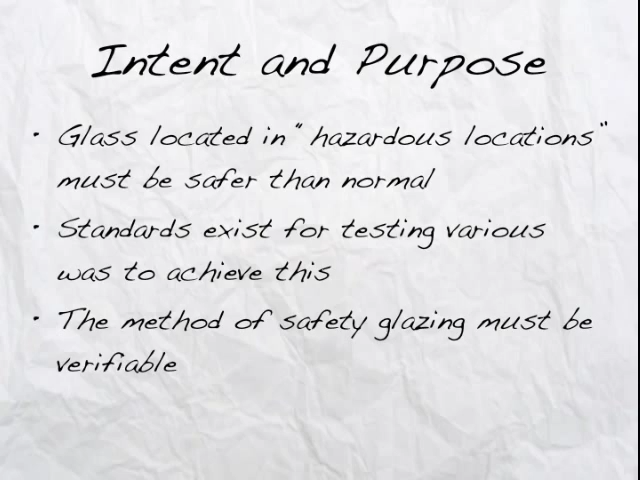 Intent and Purpose
• Glass located in "hazardous locations"
must be safer than normal
• Standards exist for testing various
was to achieve this
• The method of safety glazing must be
verifiable